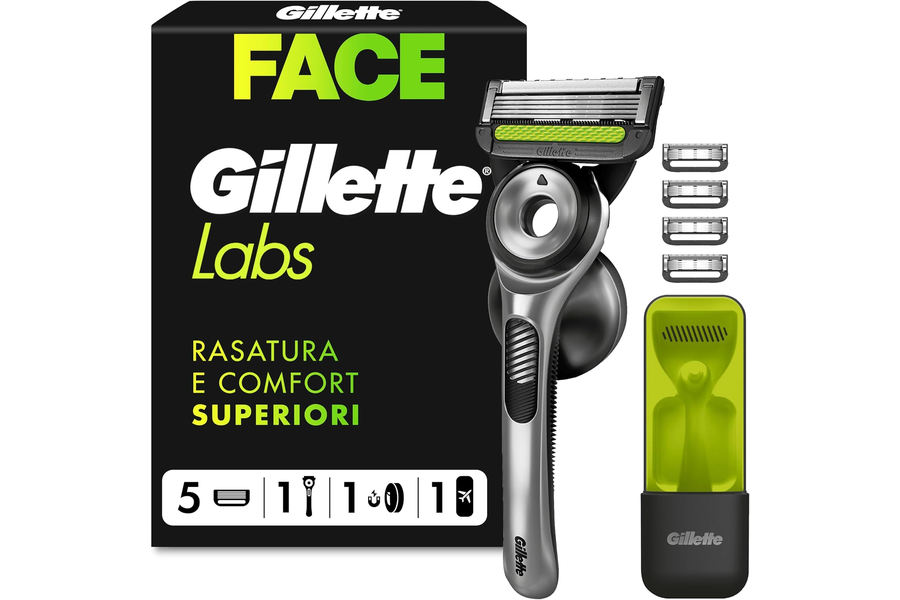 Gillette
FACE
Gillette®
Labs
RASATURA
E COMFORT
SUPERIORI
5 1 1 1
Gillette
Gillette
Gillette